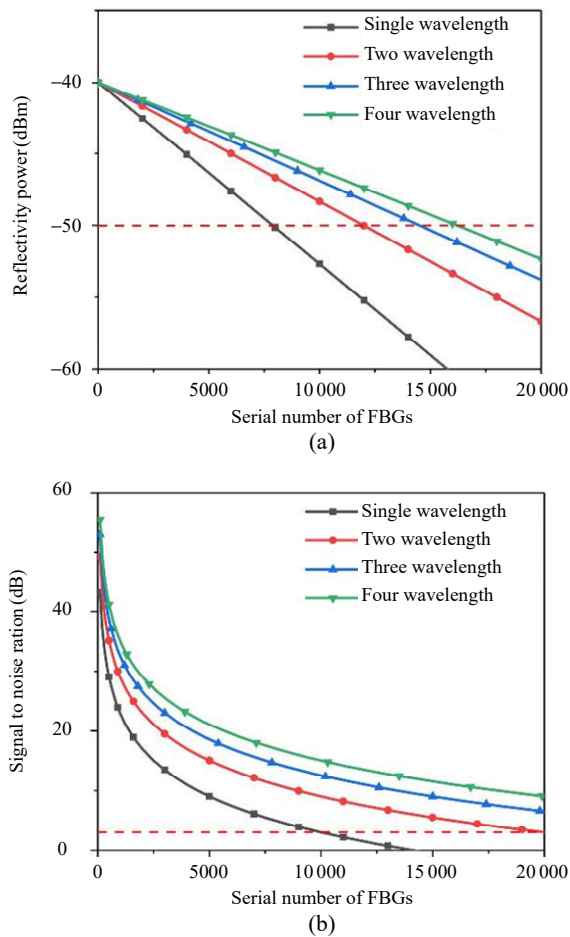 Single wavelength
Two wavelength
Three wavelength
Four wavelength
–40
–50
–60
Reflectivity power (dBm)
0 5000 10 000 15 000 20 000
Serial number of FBGs
(a)
60
40
20
0
Signal to noise ration (dB)
Single wavelength
Two wavelength
Three wavelength
Four wavelength
0 5000 10 000 15 000 20 000
Serial number of FBGs
(b)